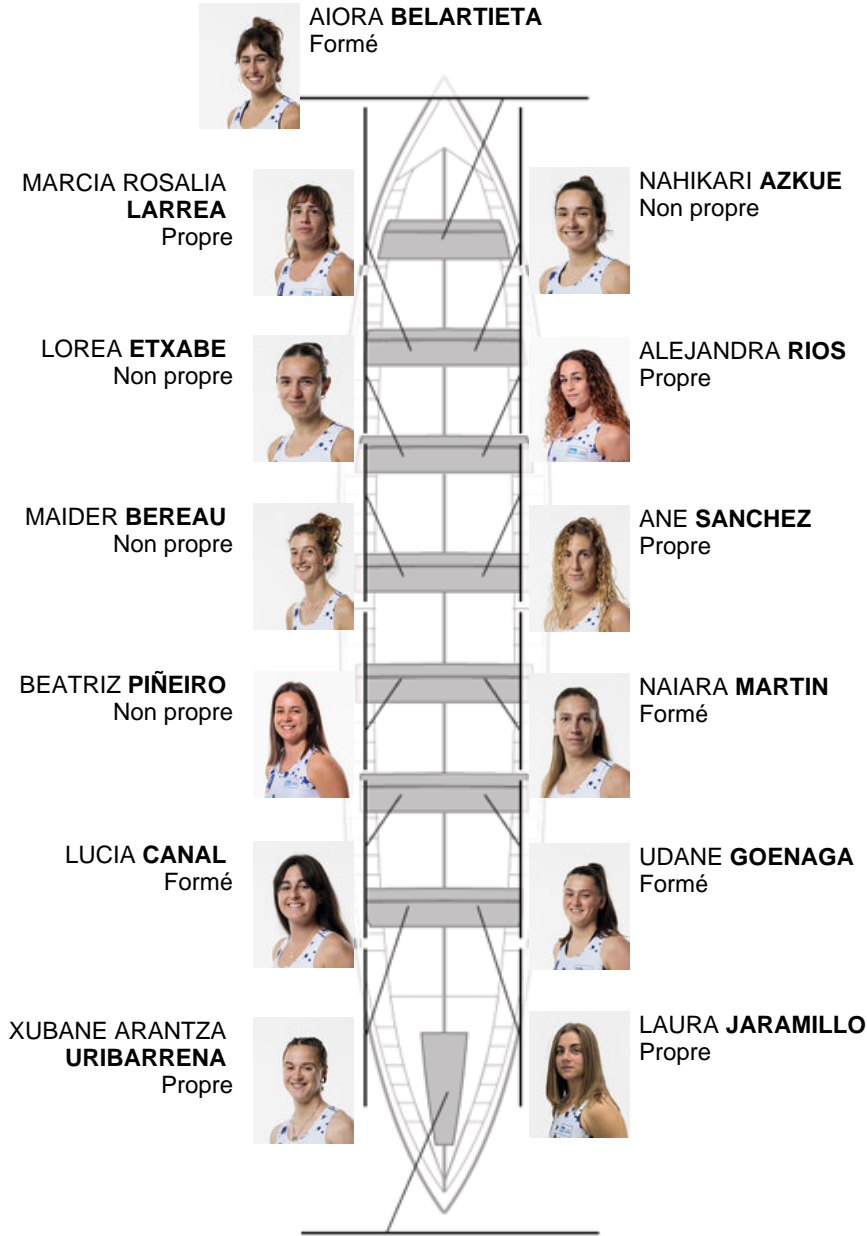 AIORA BELARTIETA
Formé
MARCIA ROSALIA
LARREA
Propre
NAHIKARI AZKUE
Non propre
LOREA ETXABE
Non propre
ALEJANDRA RIOS
Propre
MAIDER BEREAU
Non propre
ANE SANCHEZ
Propre
BEATRIZ PIÑEIRO
Non propre
NAIARA MARTIN
Formé
LUCIA CANAL
Formé
UDANE GOENAGA
Formé
XUBANE ARANTZA
URIBARRENA
Propre
LAURA JARAMILLO
Propre